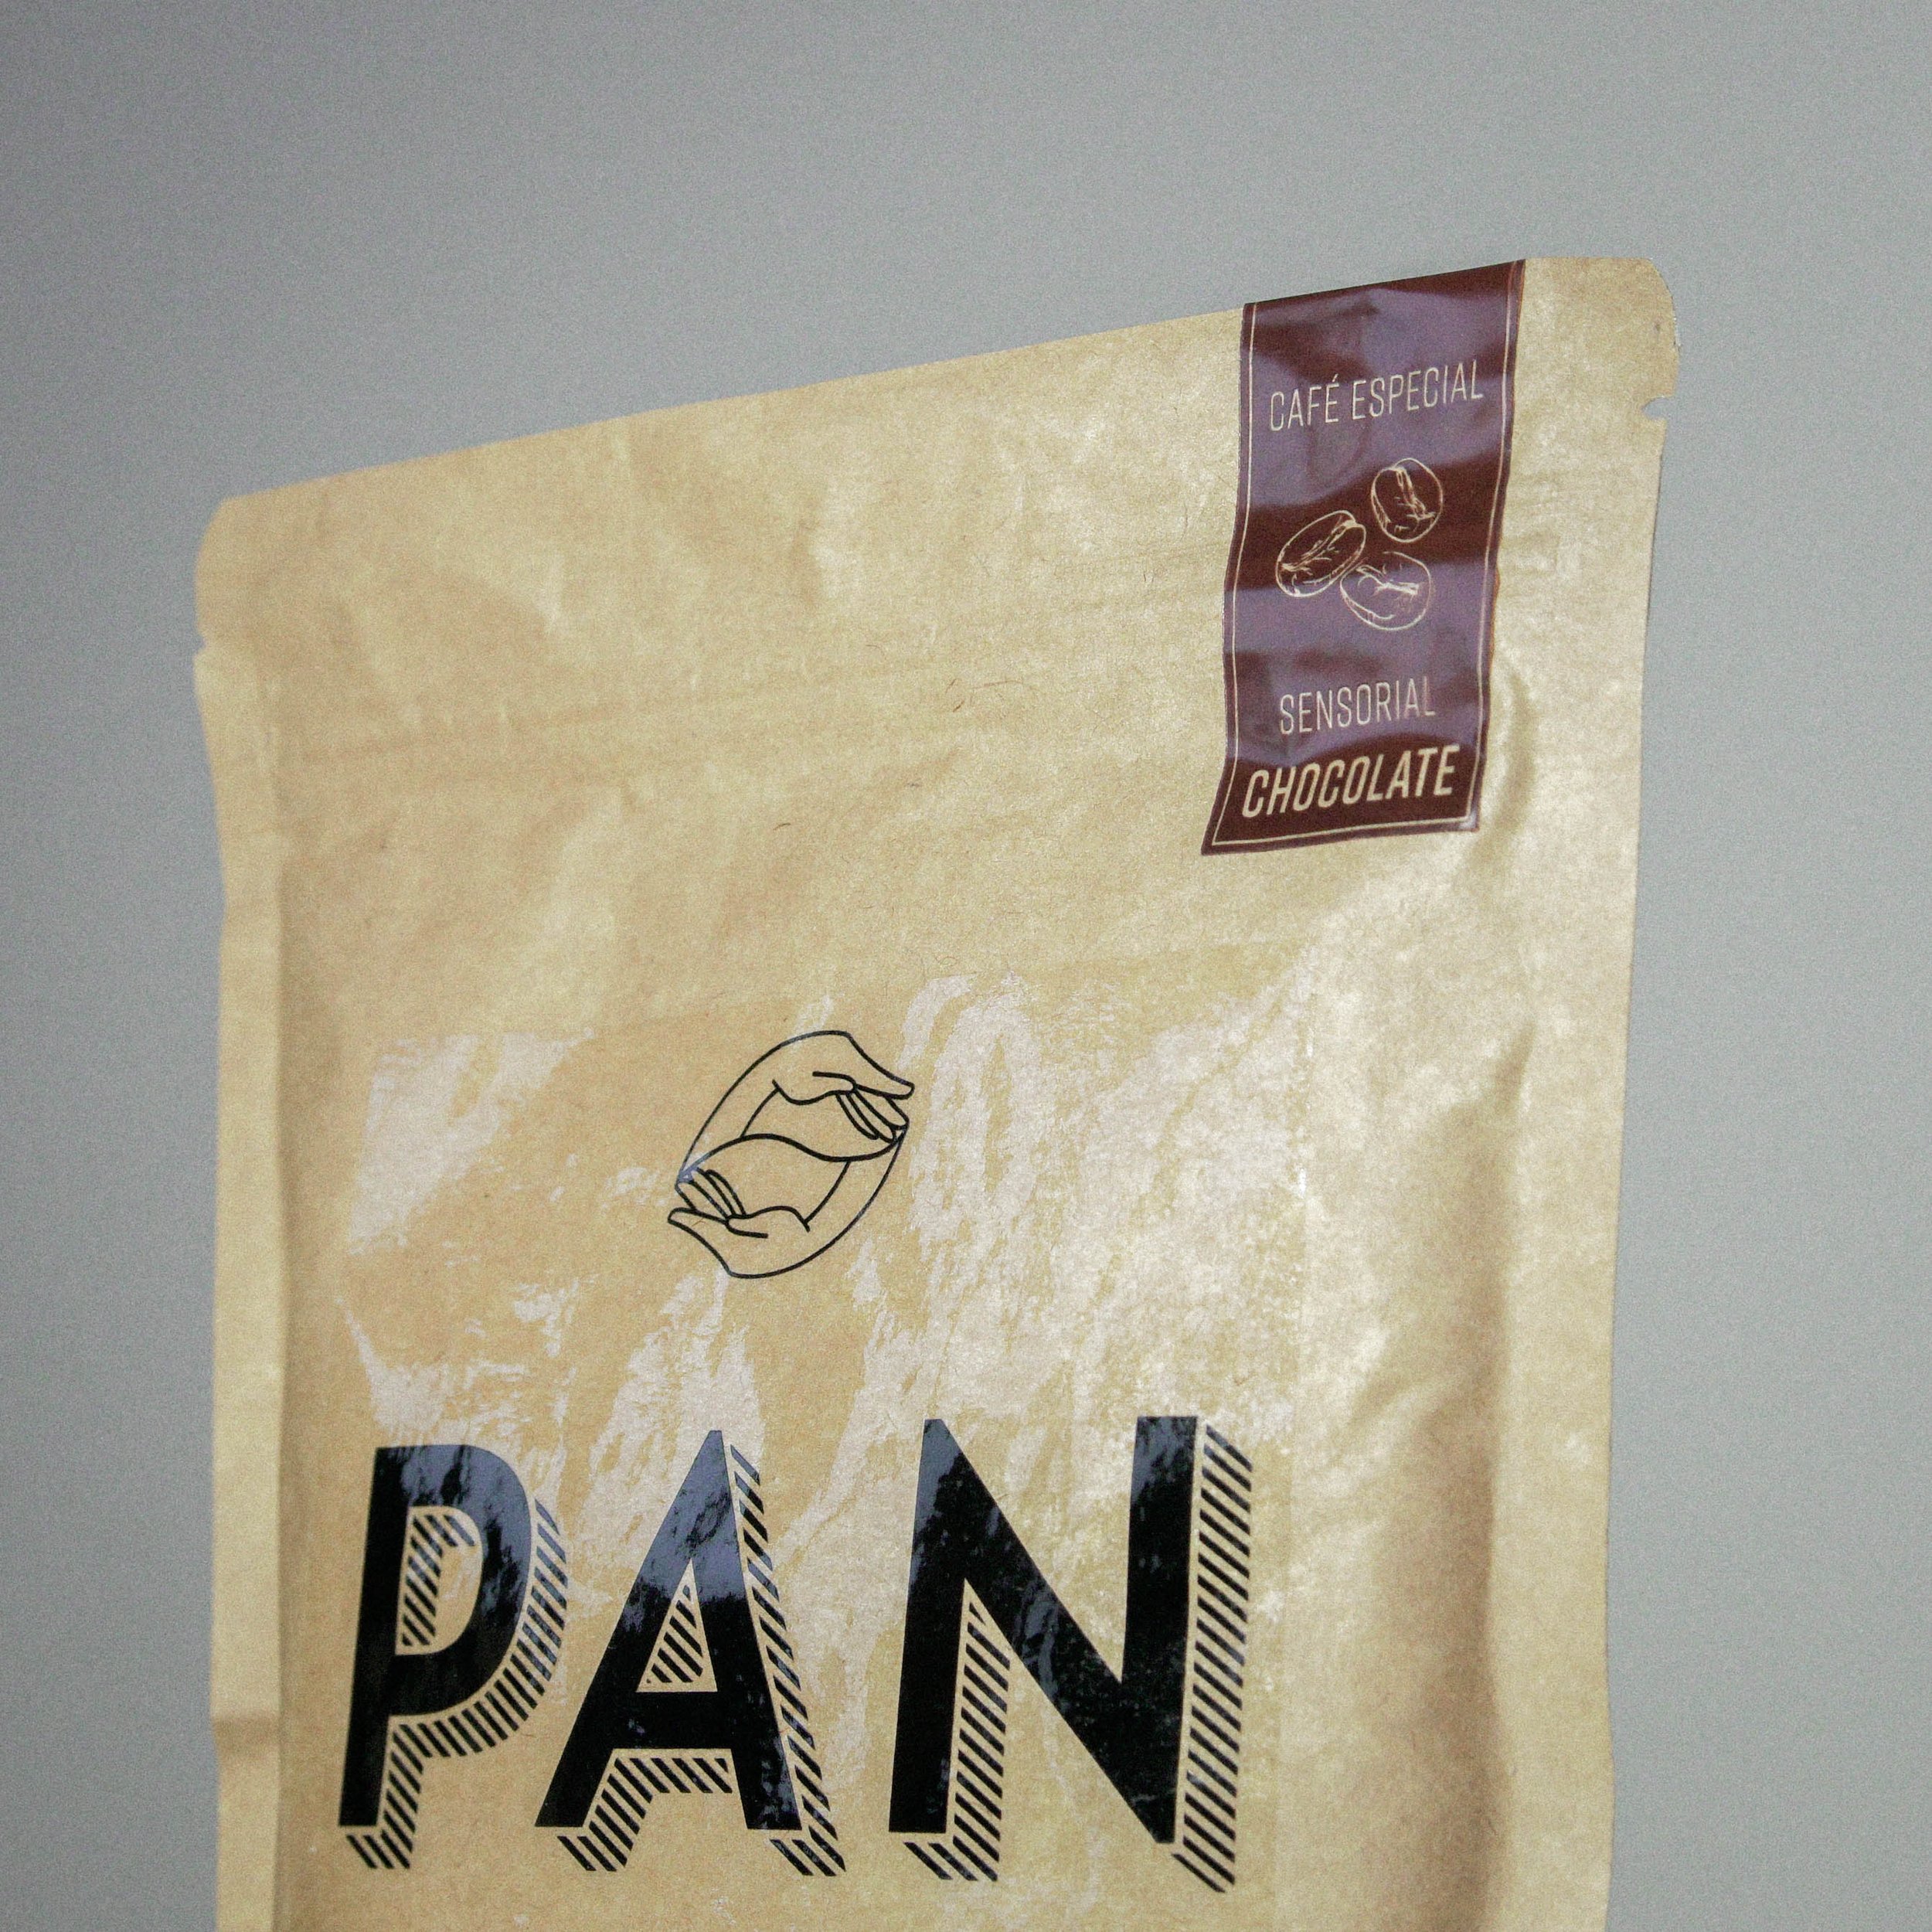 CAFÉ ESPECIAL
SENSORIAL
CHOCOLATE
PAN